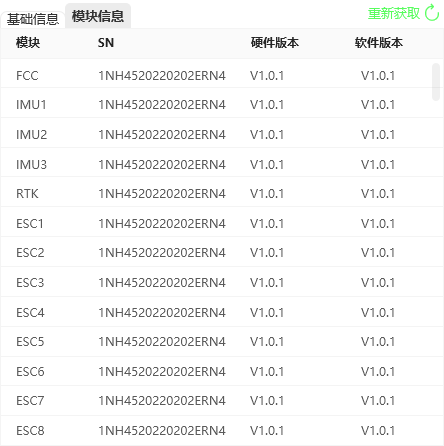 基础信息 模块信息 重新获取
模块 SN 硬件版本 软件版本
FCC 1NH4520220202ERN4 V1.0.1 V1.0.1
IMU1 1NH4520220202ERN4 V1.0.1 V1.0.1
IMU2 1NH4520220202ERN4 V1.0.1 V1.0.1
IMU3 1NH4520220202ERN4 V1.0.1 V1.0.1
RTK 1NH4520220202ERN4 V1.0.1 V1.0.1
ESC1 1NH4520220202ERN4 V1.0.1 V1.0.1
ESC2 1NH4520220202ERN4 V1.0.1 V1.0.1
ESC3 1NH4520220202ERN4 V1.0.1 V1.0.1
ESC4 1NH4520220202ERN4 V1.0.1 V1.0.1
ESC5 1NH4520220202ERN4 V1.0.1 V1.0.1
ESC6 1NH4520220202ERN4 V1.0.1 V1.0.1
ESC7 1NH4520220202ERN4 V1.0.1 V1.0.1
ESC8 1NH4520220202ERN4 V1.0.1 V1.0.1